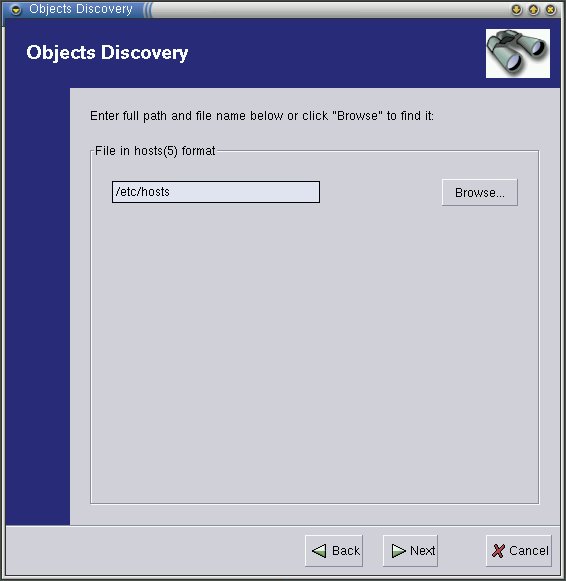 Objects Discovery
Objects Discovery
Enter full path and file name below or click "Browse" to find it:
File in hosts(5) format
/etc/hosts
Browse...
Back
Next
Cancel